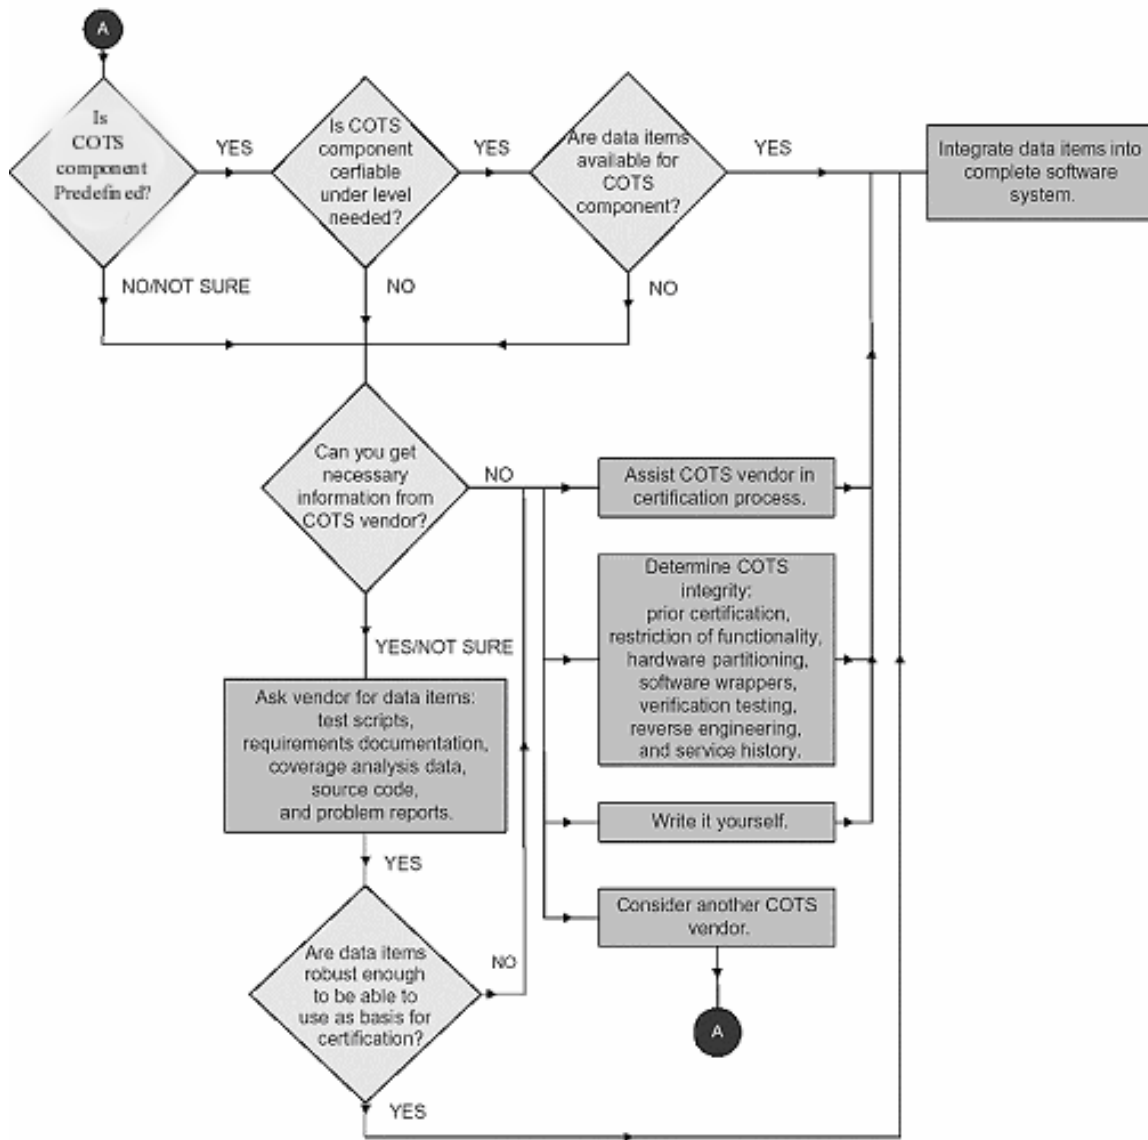 A
Is
COTS
component
Predefined?
YES
Is COTS
component
cerfiable
under level
needed?
YES
Are data items
available for
COTS
component?
YES
Integrate data items into
complete software
system.
NO/NOT SURE
NO
NO
Can you get
necessary
information from
COTS vendor?
NO
Assist COTS vendor in
certification process.
Determine COTS
integrity:
prior certification,
restriction of functionality,
hardware partitioning,
software wrappers,
verification testing,
reverse engineering,
and service history.
YES/NOT SURE
Ask vendor for data items:
test scripts,
requirements documentation,
coverage analysis data,
source code,
and problem reports.
Write it yourself.
YES
Consider another COTS
vendor.
Are data items
robust enough
to be able to
use as basis for
certification?
NO
A
YES